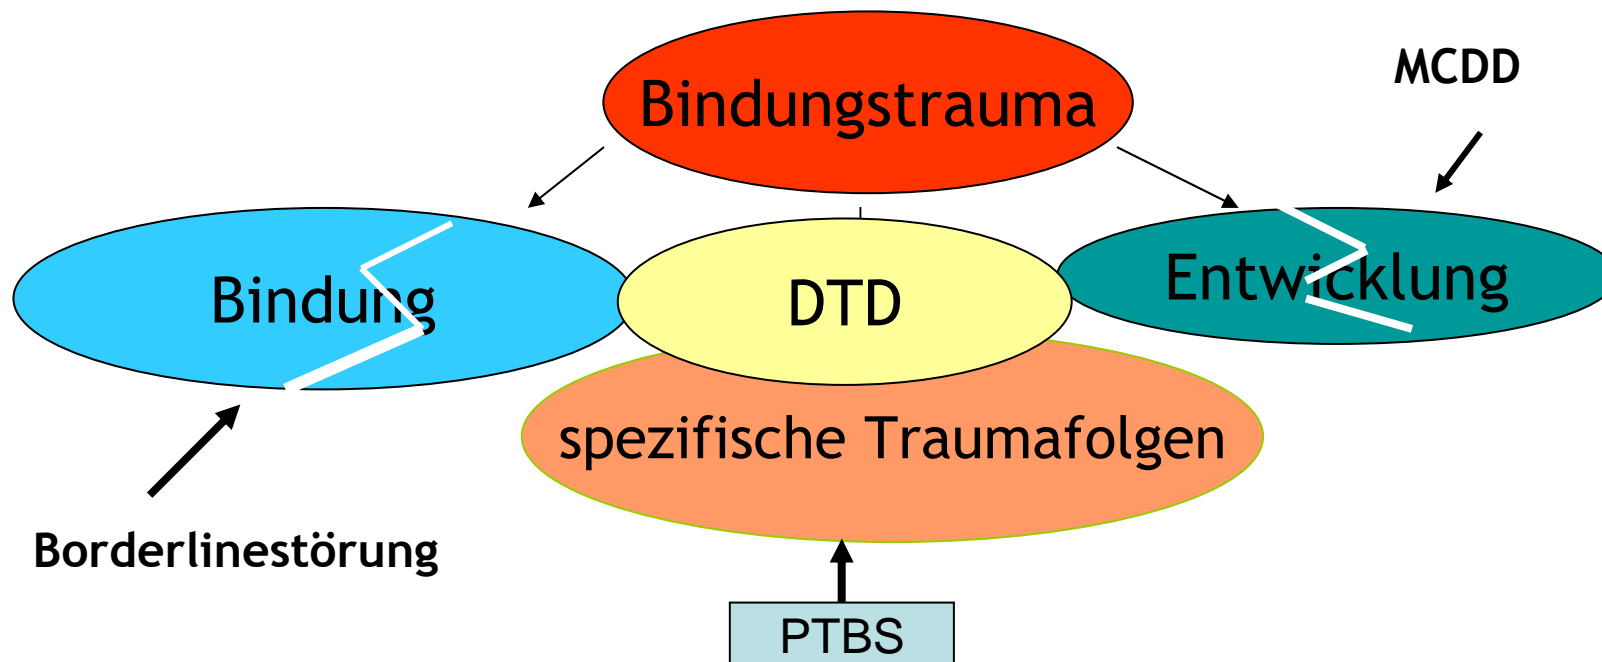 Bindungstrauma
MCDD
Bindung
DTD
Entwicklung
spezifische Traumafolgen
Borderlinestörung
PTBS